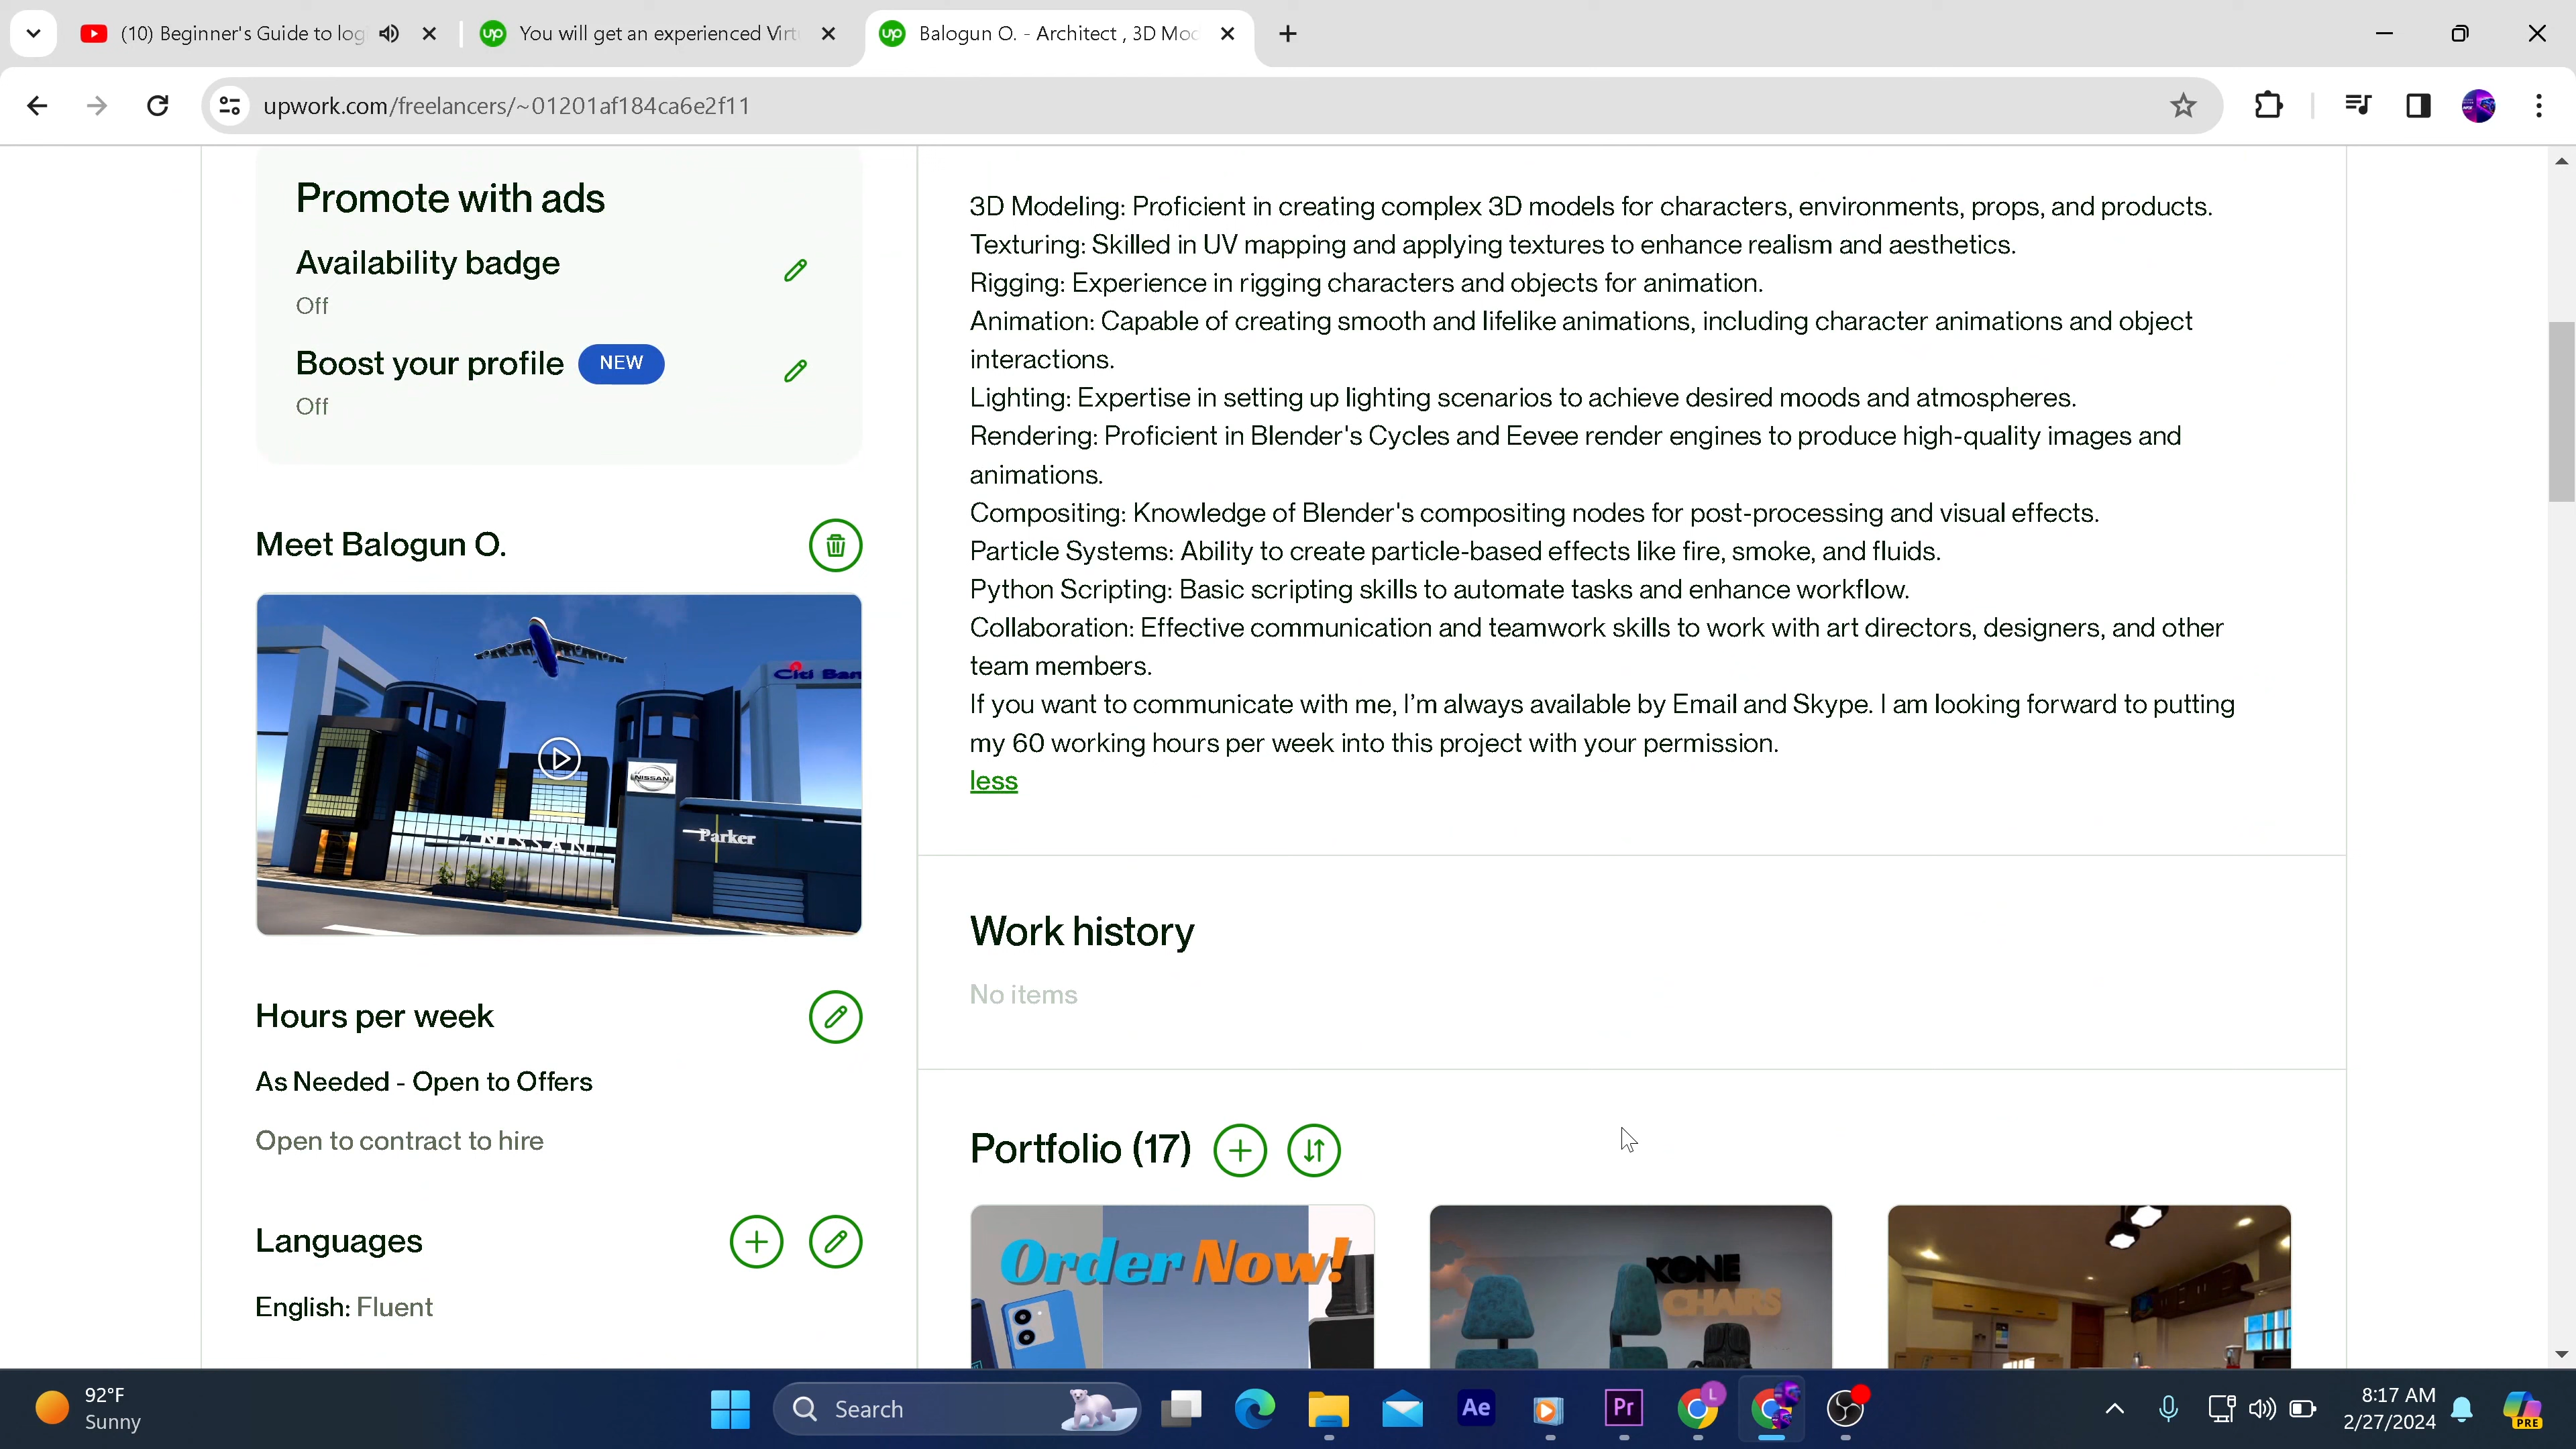 (10) Beginner's Guide to log
You will get an experienced Virt
Balogun O. - Architect , 3D Mod
upwork.com/freelancers/~01201af184ca6e2f11
Promote with ads
Availability badge
Off
Boost your profile NEW
Off
Meet Balogun O.
Citi Ban
NISSAN
NISSAN
Parker
Hours per week
As Needed - Open to Offers
Open to contract to hire
Languages
English: Fluent
3D Modeling: Proficient in creating complex 3D models for characters, environments, props, and products.
Texturing: Skilled in UV mapping and applying textures to enhance realism and aesthetics.
Rigging: Experience in rigging characters and objects for animation.
Animation: Capable of creating smooth and lifelike animations, including character animations and object
interactions.
Lighting: Expertise in setting up lighting scenarios to achieve desired moods and atmospheres.
Rendering: Proficient in Blender's Cycles and Eevee render engines to produce high-quality images and
animations.
Compositing: Knowledge of Blender's compositing nodes for post-processing and visual effects.
Particle Systems: Ability to create particle-based effects like fire, smoke, and fluids.
Python Scripting: Basic scripting skills to automate tasks and enhance workflow.
Collaboration: Effective communication and teamwork skills to work with art directors, designers, and other
team members.
If you want to communicate with me, I'm always available by Email and Skype. I am looking forward to putting
my 60 working hours per week into this project with your permission.
less
Work history
No items
Portfolio (17)
Order Now!
XONE
CHAIRS
92°F
Sunny
Search
Ae
Pr
L
8:17 AM
2/27/2024
PRE